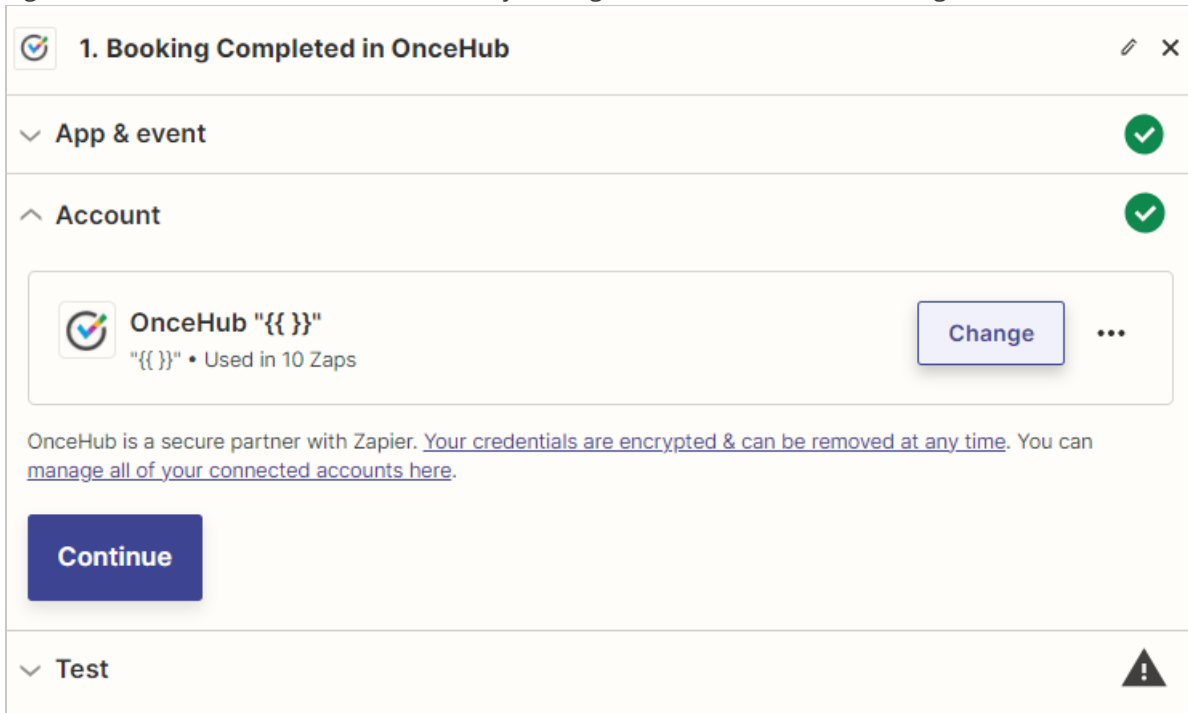 1. Booking Completed in OnceHub
App & event
Account
OnceHub "{{ }}"
"{{ }}" • Used in 10 Zaps
Change
OnceHub is a secure partner with Zapier. Your credentials are encrypted & can be removed at any time. You can
manage all of your connected accounts here.
Continue
Test